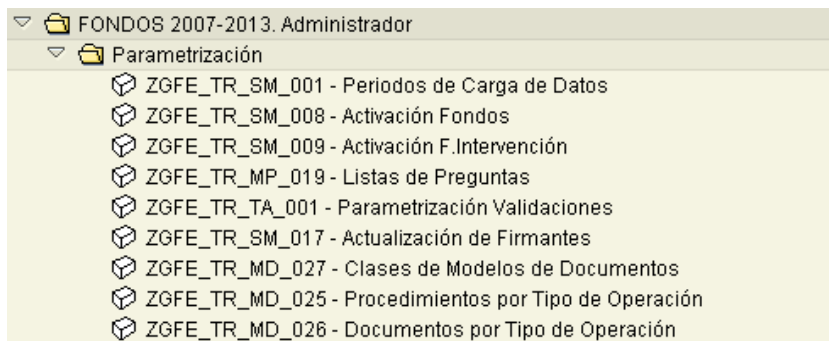 FONDOS 2007-2013. Administrador
Parametrización
ZGFE_TR_SM_001 - Periodos de Carga de Datos
ZGFE_TR_SM_008 - Activación Fondos
ZGFE_TR_SM_009 - Activación F.Intervención
ZGFE_TR_MP_019 - Listas de Preguntas
ZGFE_TR_TA_001 - Parametrización Validaciones
ZGFE_TR_SM_017 - Actualización de Firmantes
ZGFE_TR_MD_027 - Clases de Modelos de Documentos
ZGFE_TR_MD_025 - Procedimientos por Tipo de Operación
ZGFE_TR_MD_026 - Documentos por Tipo de Operación